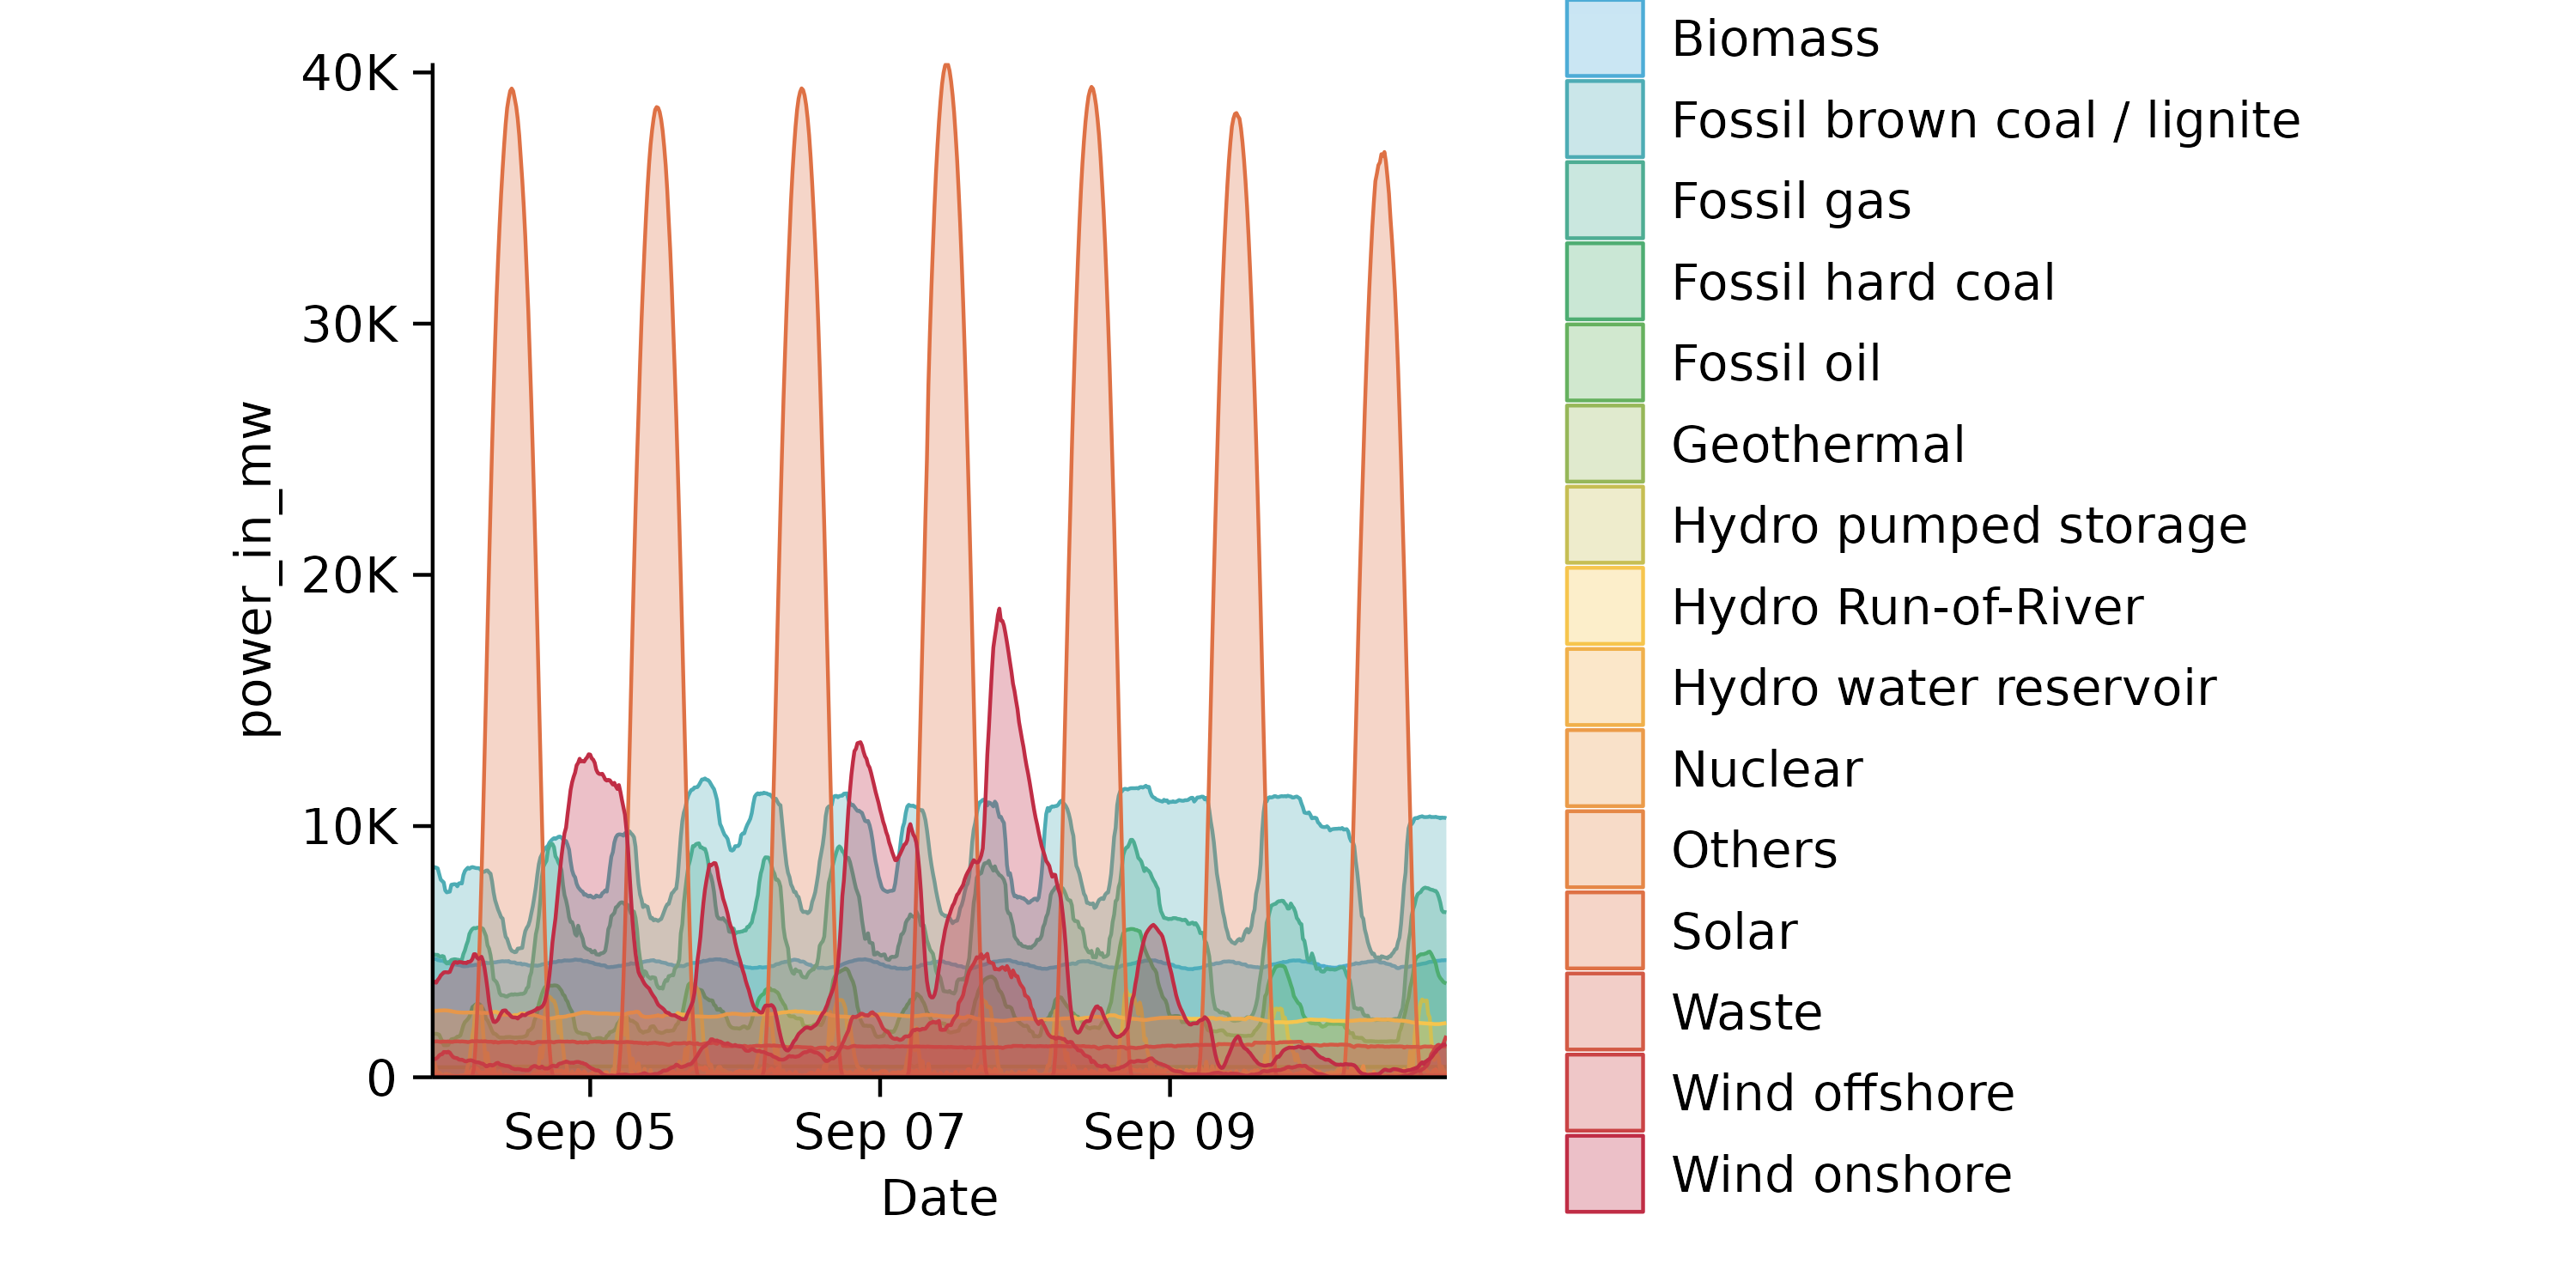 40K
30K
20K
10K
0
power_in_mw
Sep 05
Sep 07
Sep 09
Date
Biomass
Fossil brown coal / lignite
Fossil gas
Fossil hard coal
Fossil oil
Geothermal
Hydro pumped storage
Hydro Run-of-River
Hydro water reservoir
Nuclear
Others
Solar
Waste
Wind offshore
Wind onshore